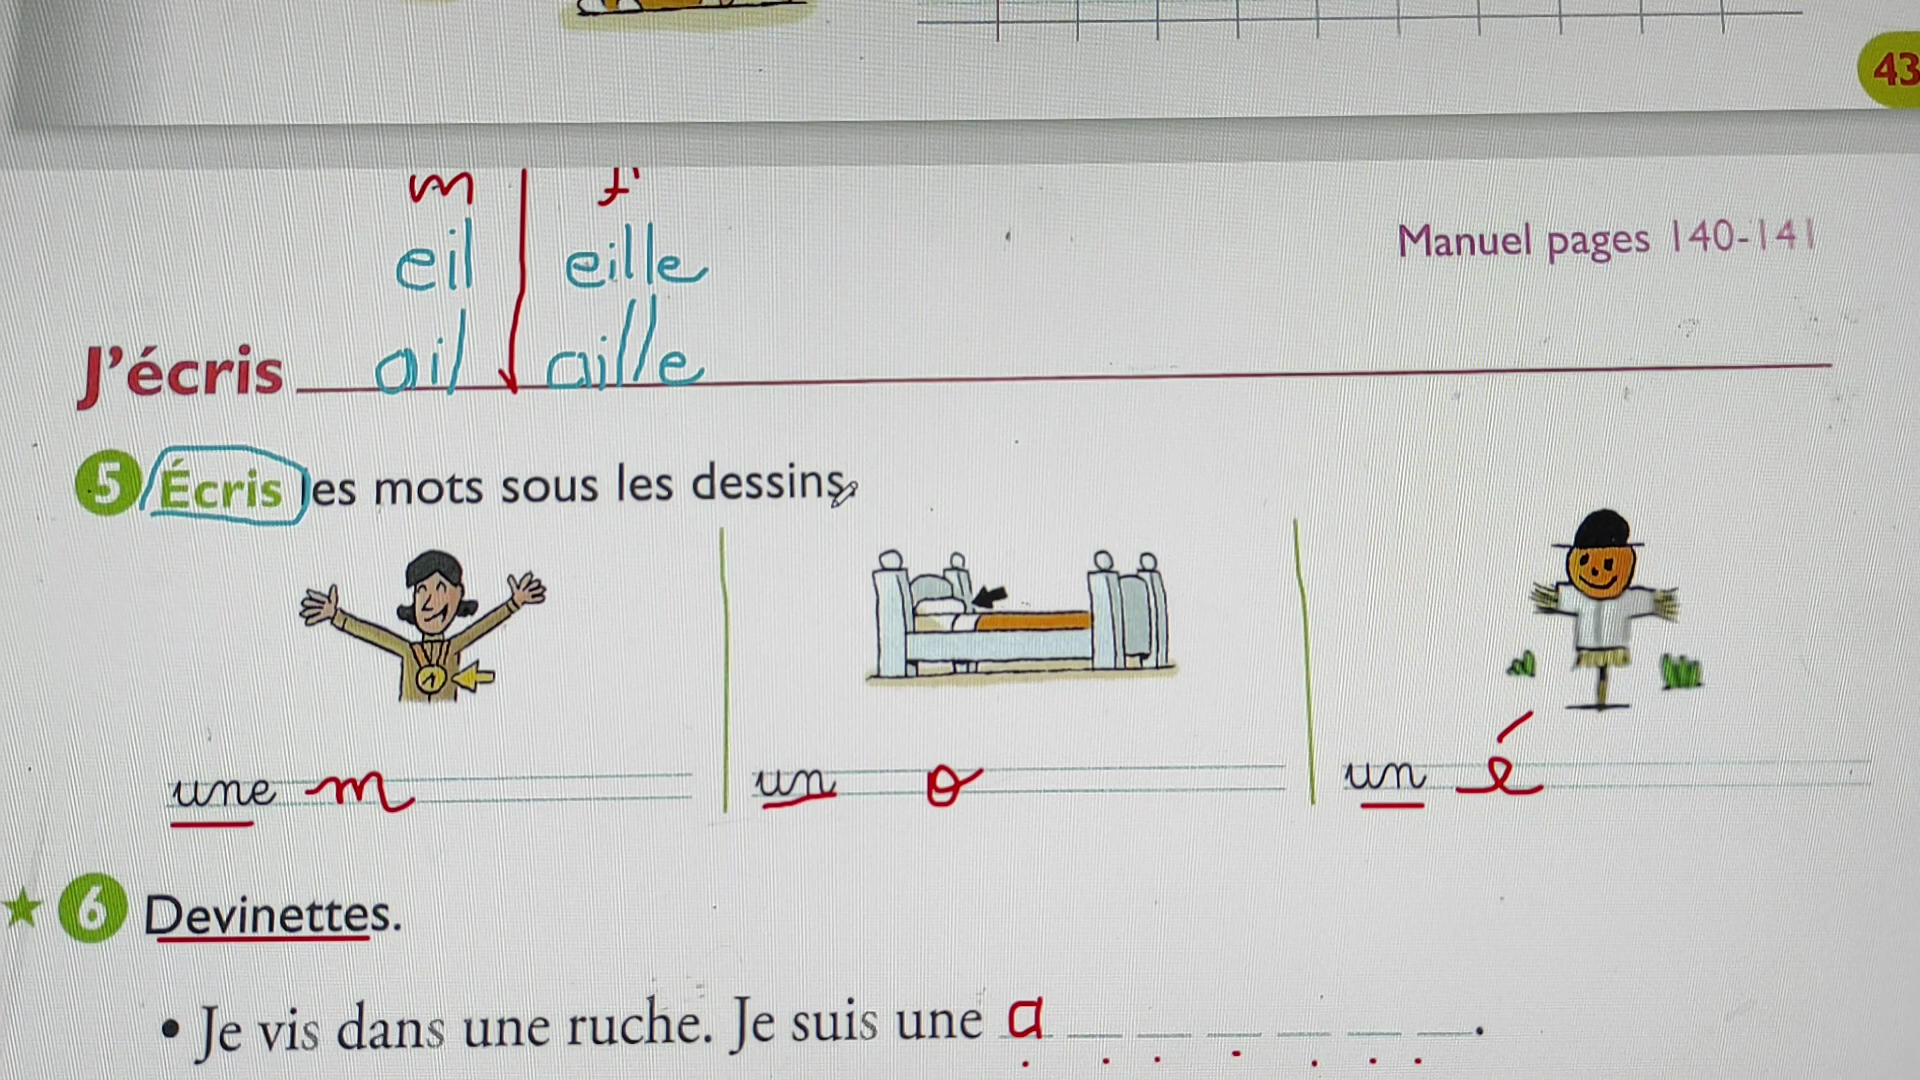 43
m f
eil eille
Manuel pages 140-141
J'écris ail aille
5 Écris les mots sous les dessins.
1
une m un o un é
6 Devinettes.
• Je vis dans une ruche. Je suis une a _ _ _ _ _ _.